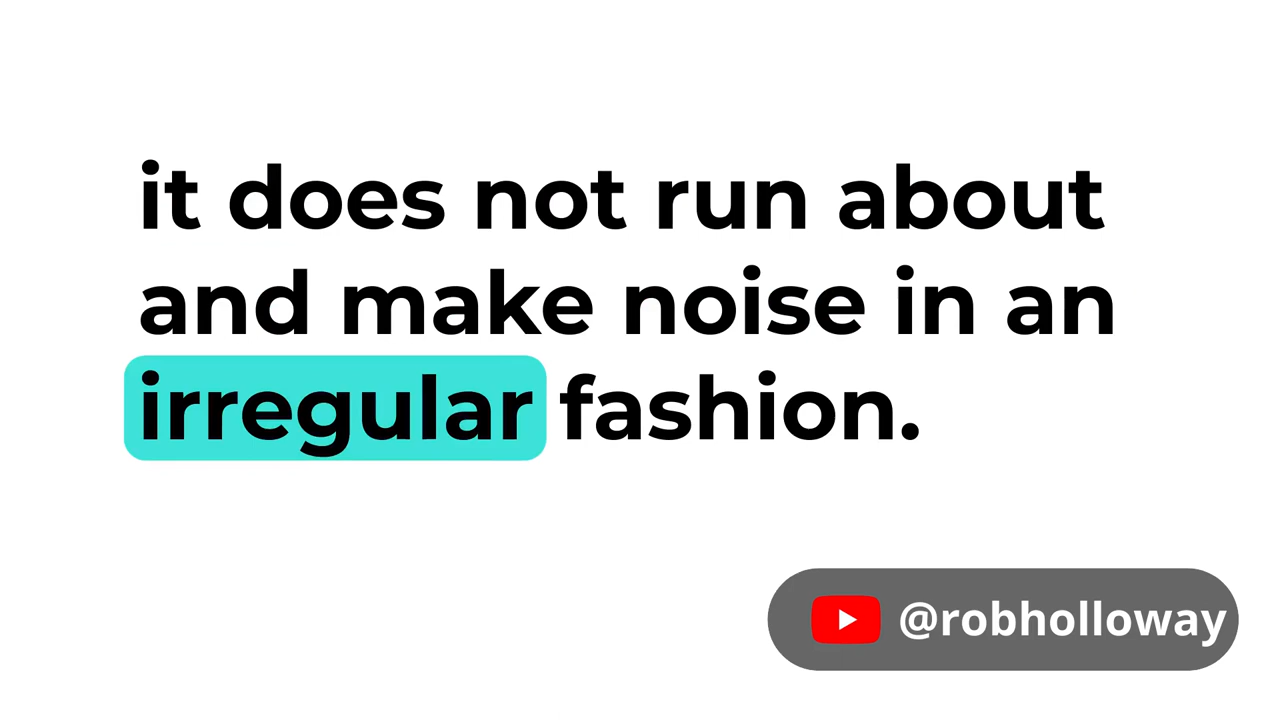 it does not run about
and make noise in an
irregular fashion.
@robholloway